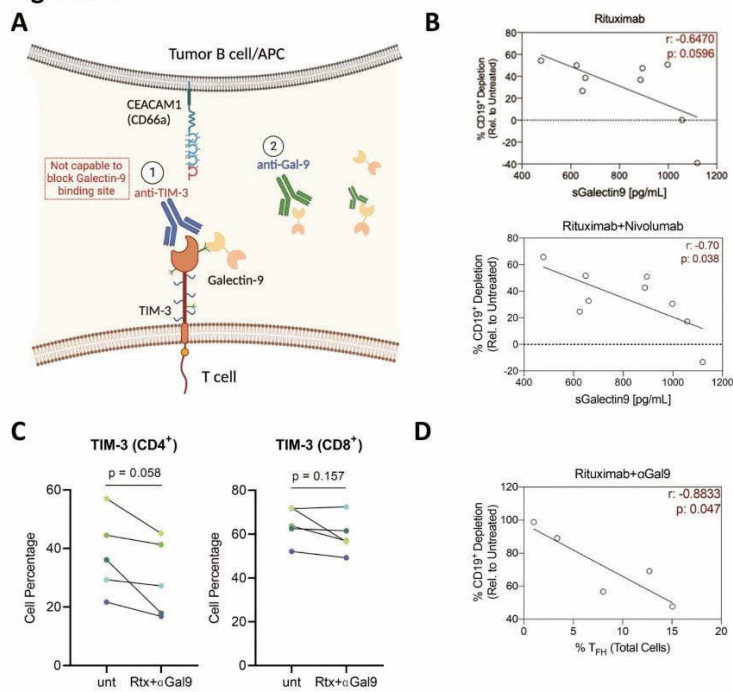 A
Tumor B cell/APC
CEACAM1
(CD66a)
Not capable to
block Galectin-9
binding site
1
anti-TIM-3
2
anti-Gal-9
Galectin-9
TIM-3
T cell
B
Rituximab
r: -0.6470
p: 0.0596
% CD19⁺ Depletion
(Rel. to Untreated)
100
80
60
40
20
0
-20
-40
400 600 800 1000 1200
sGalectin9 [pg/mL]
Rituximab+Nivolumab
r: -0.70
p: 0.038
% CD19⁺ Depletion
(Rel. to Untreated)
80
60
40
20
0
-20
400 600 800 1000 1200
sGalectin9 [pg/mL]
C
TIM-3 (CD4⁺)
p = 0.058
Cell Percentage
60
40
20
0
unt Rtx+αGal9
TIM-3 (CD8⁺)
p = 0.157
Cell Percentage
80
60
40
20
0
unt Rtx+αGal9
D
Rituximab+αGal9
r: -0.8833
p: 0.047
% CD19⁺ Depletion
(Rel. to Untreated)
120
100
80
60
40
0 5 10 15 20
% TFH (Total Cells)